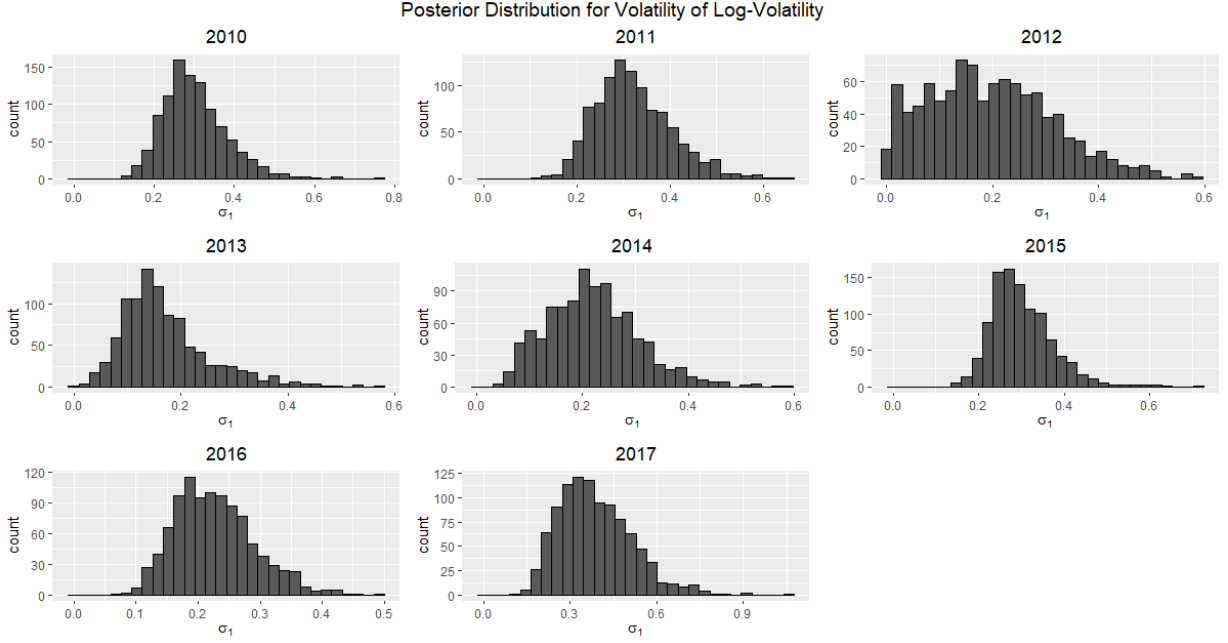 Posterior Distribution for Volatility of Log-Volatility
2010
count
150
100
50
0
0.0 0.2 0.4 0.6 0.8
σ1
2011
count
100
50
0
0.0 0.2 0.4 0.6
σ1
2012
count
60
40
20
0
0.0 0.2 0.4 0.6
σ1
2013
count
100
50
0
0.0 0.2 0.4 0.6
σ1
2014
count
90
60
30
0
0.0 0.2 0.4 0.6
σ1
2015
count
150
100
50
0
0.0 0.2 0.4 0.6
σ1
2016
count
120
90
60
30
0
0.0 0.1 0.2 0.3 0.4 0.5
σ1
2017
count
125
100
75
50
25
0
0.0 0.3 0.6 0.9
σ1